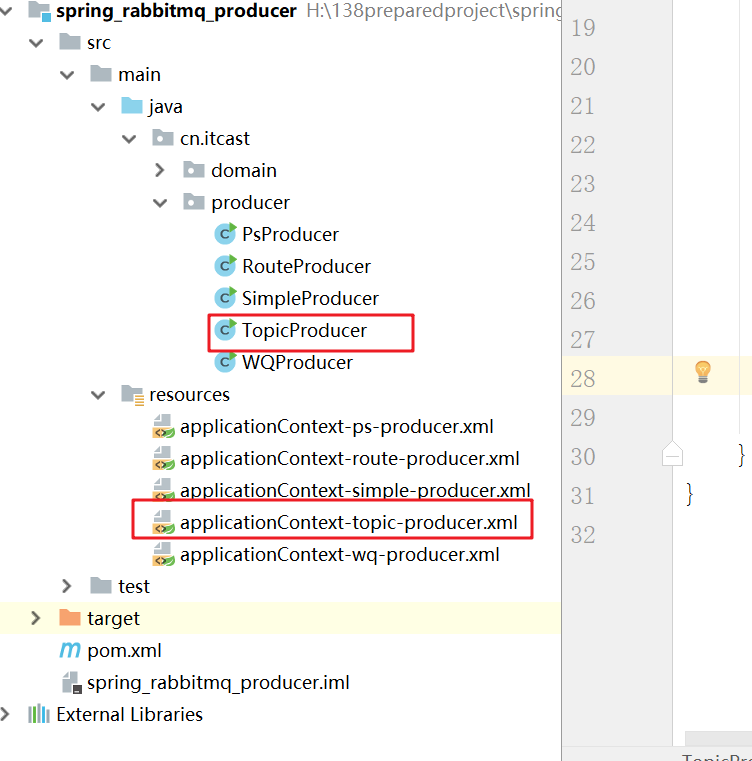 spring_rabbitmq_producer H:\138preparedproject\spring
src
main
java
cn.itcast
domain
producer
PsProducer
RouteProducer
SimpleProducer
TopicProducer
WQProducer
resources
applicationContext-ps-producer.xml
applicationContext-route-producer.xml
applicationContext-simple-producer.xml
applicationContext-topic-producer.xml
applicationContext-wq-producer.xml
test
target
pom.xml
spring_rabbitmq_producer.iml
External Libraries
19
20
21
22
23
24
25
26
27
28
29
30 }
31 }
32